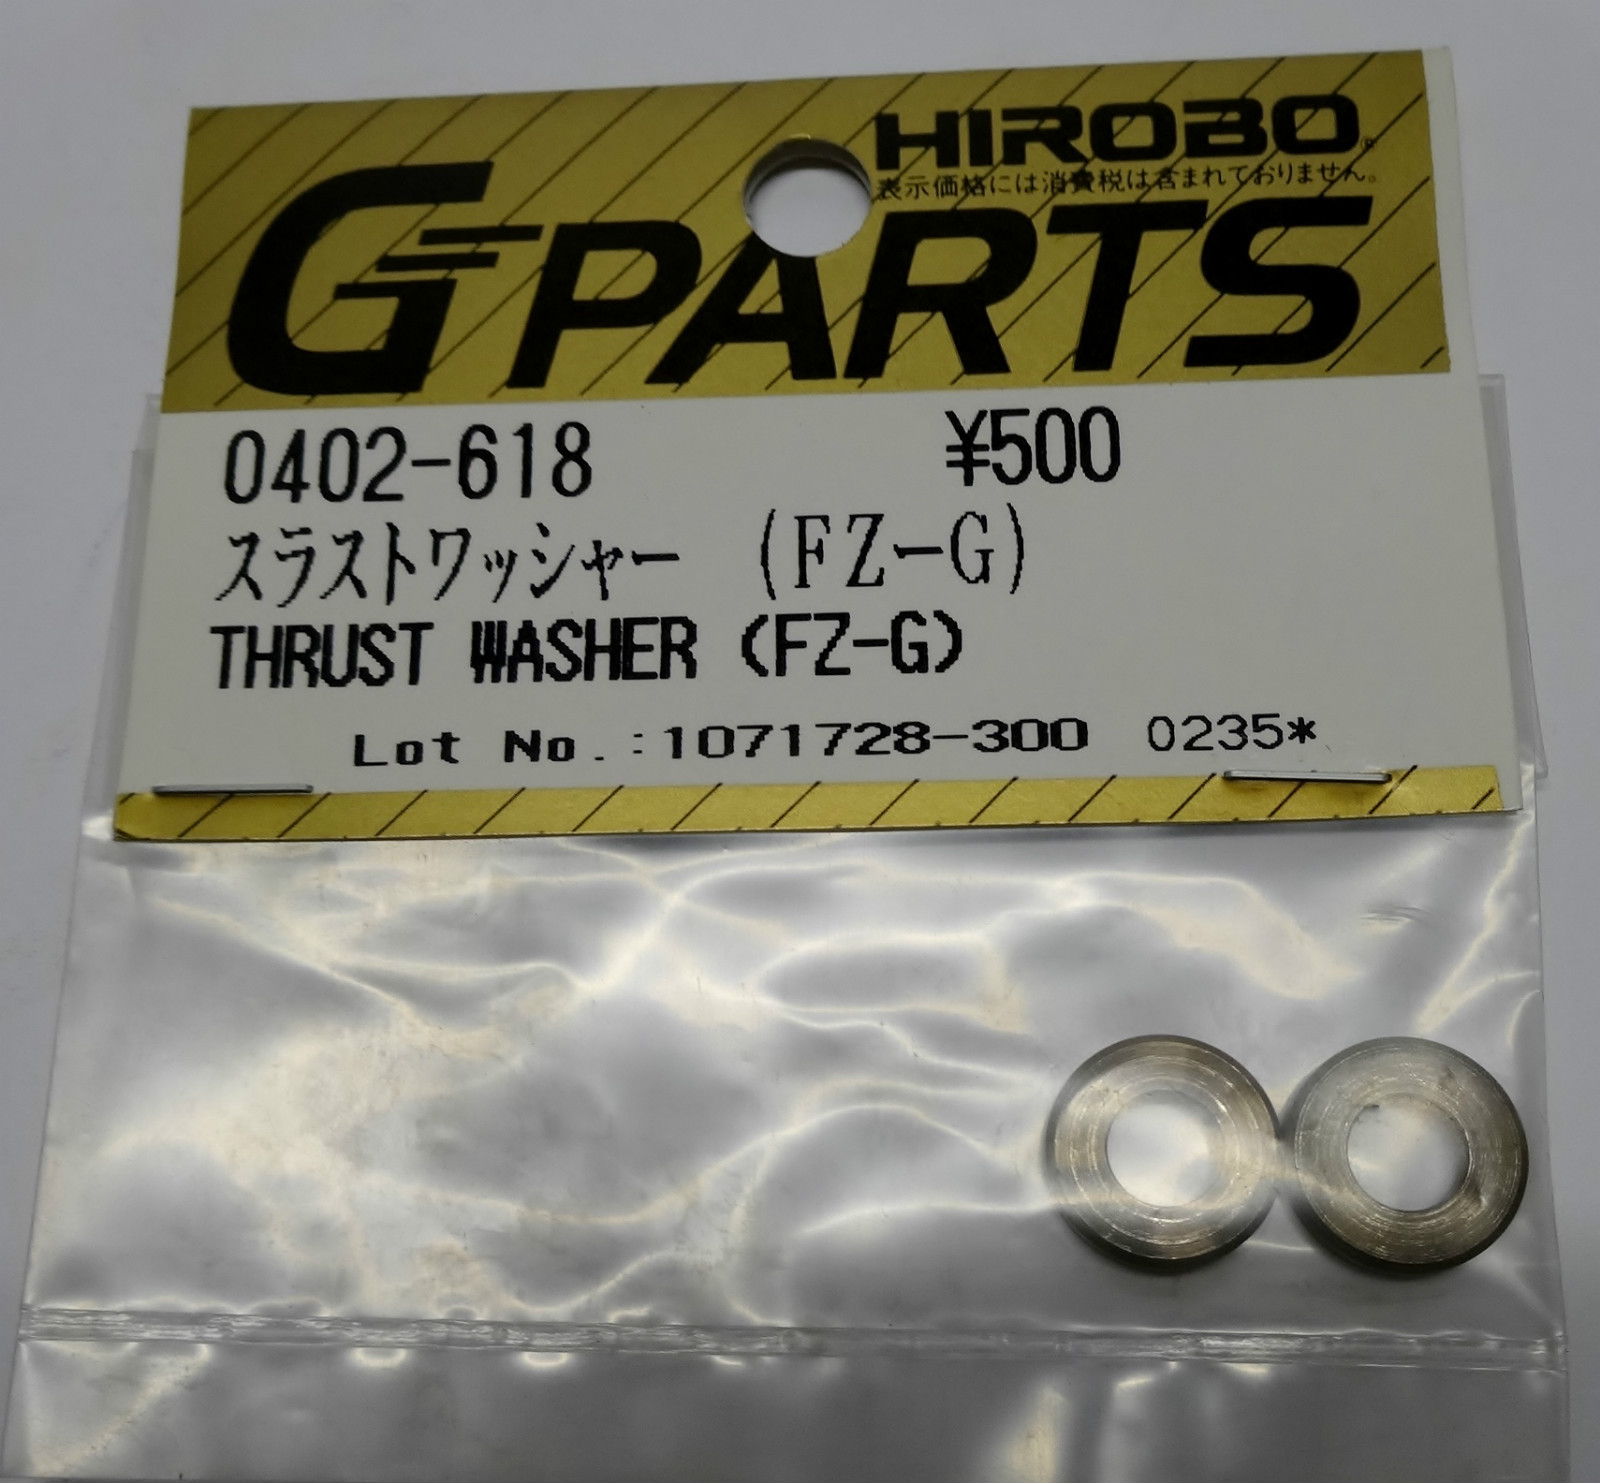 HIROBO®
表示価格には消費税は含まれておりません。
G PARTS
0402-618 ¥500
スラストワッシャー (FZ-G)
THRUST WASHER (FZ-G)
Lot No.:1071728-300 0235*